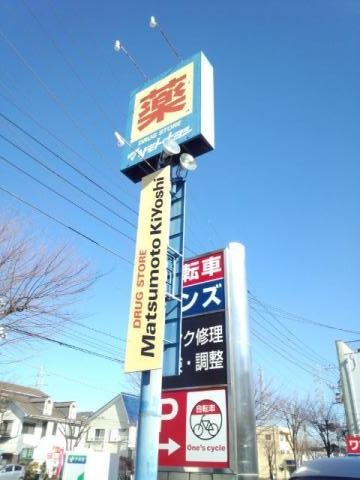 薬
DRUG STORE
マツモトキヨシ
DRUG STORE
Matsumoto KiYoshi
転車
ンズ
ク修理
・調整
P
自転車
One's cycle